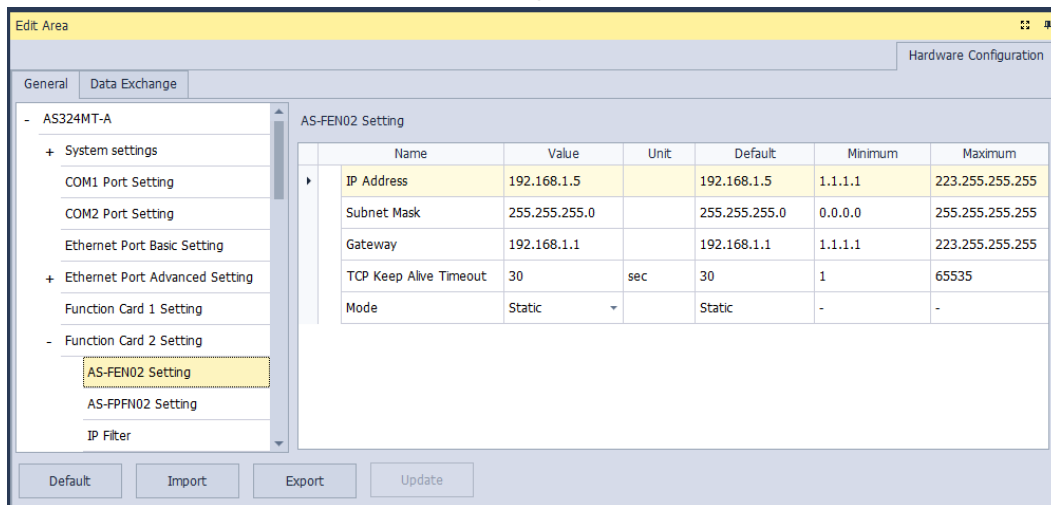 Edit Area
Hardware Configuration
General Data Exchange
- AS324MT-A
+ System settings
COM1 Port Setting
COM2 Port Setting
Ethernet Port Basic Setting
+ Ethernet Port Advanced Setting
Function Card 1 Setting
- Function Card 2 Setting
AS-FEN02 Setting
AS-FPFN02 Setting
IP Filter
AS-FEN02 Setting
Name Value Unit Default Minimum Maximum
IP Address 192.168.1.5 192.168.1.5 1.1.1.1 223.255.255.255
Subnet Mask 255.255.255.0 255.255.255.0 0.0.0.0 255.255.255.255
Gateway 192.168.1.1 192.168.1.1 1.1.1.1 223.255.255.255
TCP Keep Alive Timeout 30 sec 30 1 65535
Mode Static Static - -
Default Import Export Update